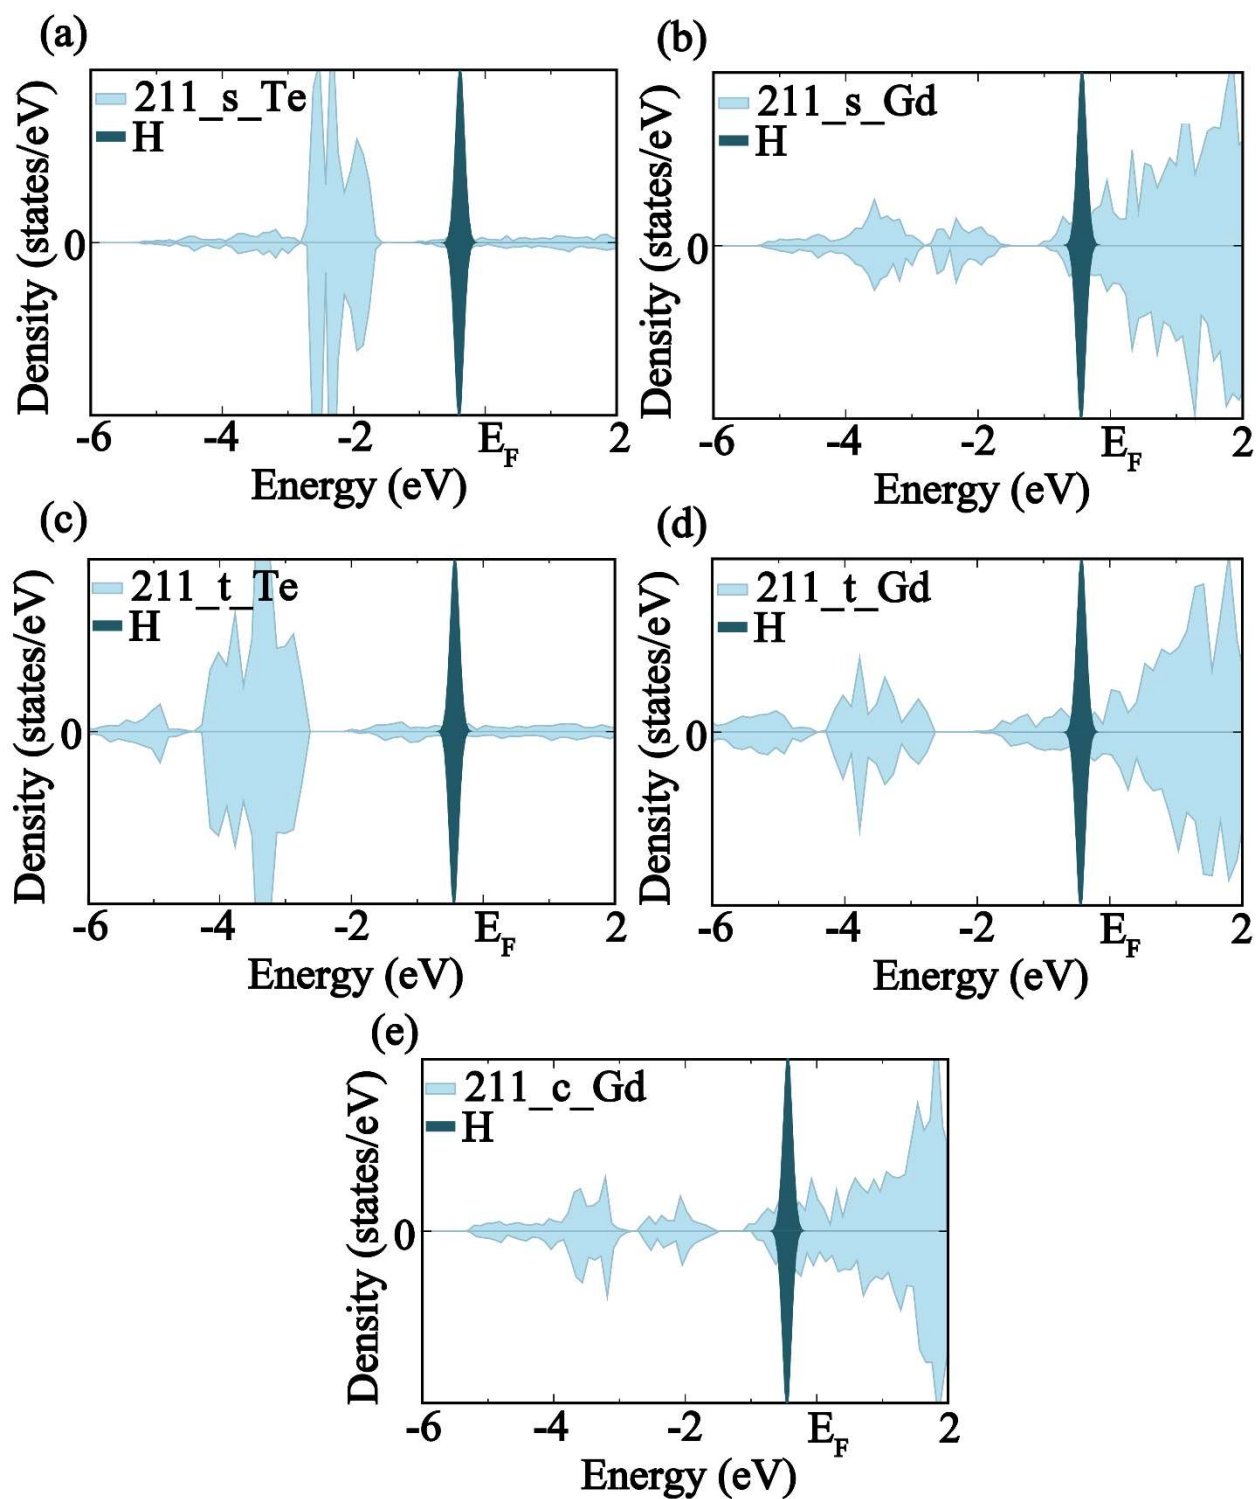 (a)
211_s_Te
H
Density (states/eV)
0
-6
-4
-2
E_F
2
Energy (eV)
(b)
211_s_Gd
H
Density (states/eV)
0
-6
-4
-2
E_F
2
Energy (eV)
(c)
211_t_Te
H
Density (states/eV)
0
-6
-4
-2
E_F
2
Energy (eV)
(d)
211_t_Gd
H
Density (states/eV)
0
-6
-4
-2
E_F
2
Energy (eV)
(e)
211_c_Gd
H
Density (states/eV)
0
-6
-4
-2
E_F
2
Energy (eV)